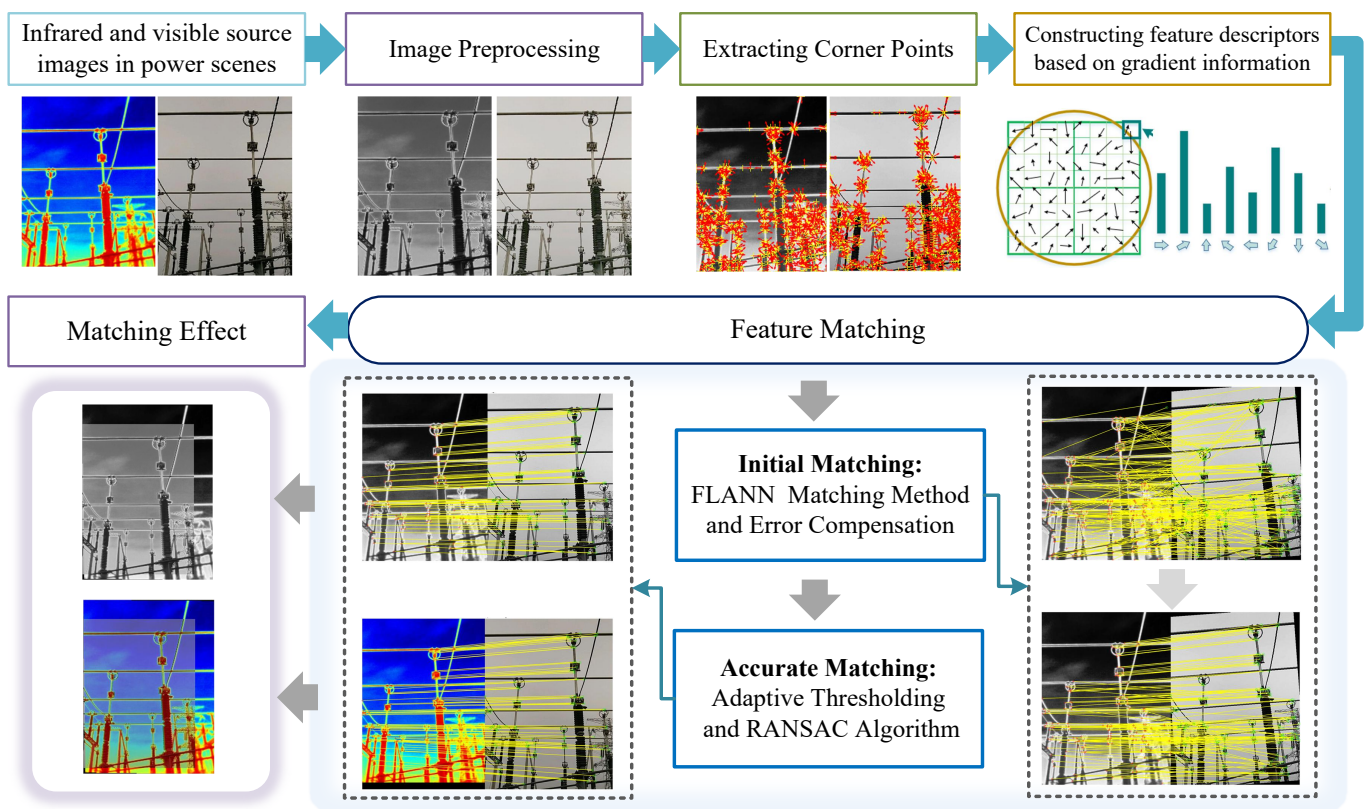 Infrared and visible source
images in power scenes
Image Preprocessing
Extracting Corner Points
Constructing feature descriptors
based on gradient information
Matching Effect
Feature Matching
Initial Matching:
FLANN Matching Method
and Error Compensation
Accurate Matching:
Adaptive Thresholding
and RANSAC Algorithm